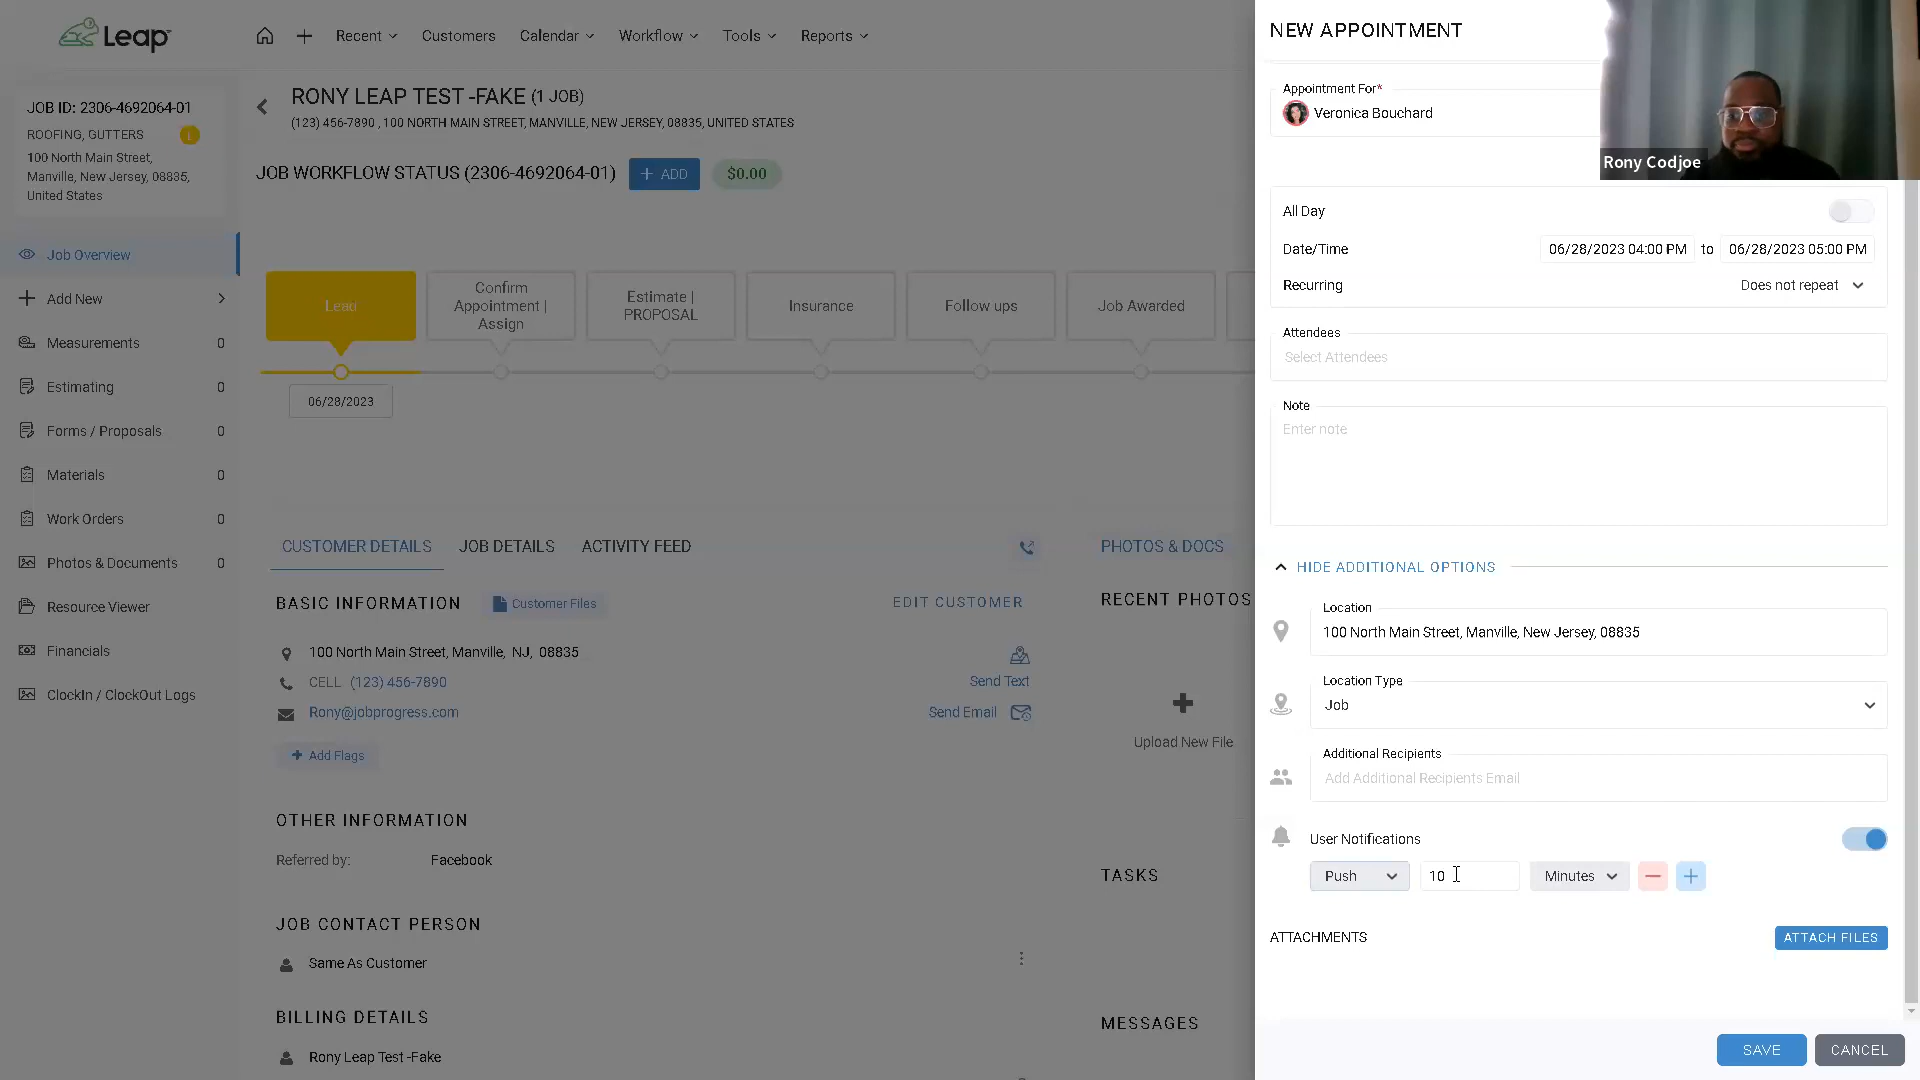 Leap
Recent
Customers
Calendar
Workflow
Tools
Reports
JOB ID: 2306-4692064-01
ROOFING, GUTTERS
100 North Main Street,
Manville, New Jersey, 08835,
United States
Job Overview
Add New
Measurements 0
Estimating 0
Forms / Proposals 0
Materials 0
Work Orders 0
Photos & Documents 0
Resource Viewer
Financials
ClockIn / ClockOut Logs
RONY LEAP TEST -FAKE (1 JOB)
(123) 456-7890 , 100 NORTH MAIN STREET, MANVILLE, NEW JERSEY, 08835, UNITED STATES
JOB WORKFLOW STATUS (2306-4692064-01)
+ ADD
$0.00
Lead
Confirm
Appointment |
Assign
Estimate |
PROPOSAL
Insurance
Follow ups
Job Awarded
06/28/2023
CUSTOMER DETAILS
JOB DETAILS
ACTIVITY FEED
BASIC INFORMATION
Customer Files
EDIT CUSTOMER
100 North Main Street, Manville, NJ, 08835
CELL (123) 456-7890
Send Text
Rony@jobprogress.com
Send Email
+ Add Flags
OTHER INFORMATION
Referred by: Facebook
JOB CONTACT PERSON
Same As Customer
BILLING DETAILS
Rony Leap Test -Fake
PHOTOS & DOCS
RECENT PHOTOS
Upload New File
TASKS
MESSAGES
NEW APPOINTMENT
Appointment For*
Veronica Bouchard
Rony Codjoe
All Day
Date/Time 06/28/2023 04:00 PM to 06/28/2023 05:00 PM
Recurring Does not repeat
Attendees
Select Attendees
Note
Enter note
HIDE ADDITIONAL OPTIONS
Location
100 North Main Street, Manville, New Jersey, 08835
Location Type
Job
Additional Recipients
Add Additional Recipients Email
User Notifications
Push 10 Minutes
ATTACHMENTS
ATTACH FILES
SAVE
CANCEL